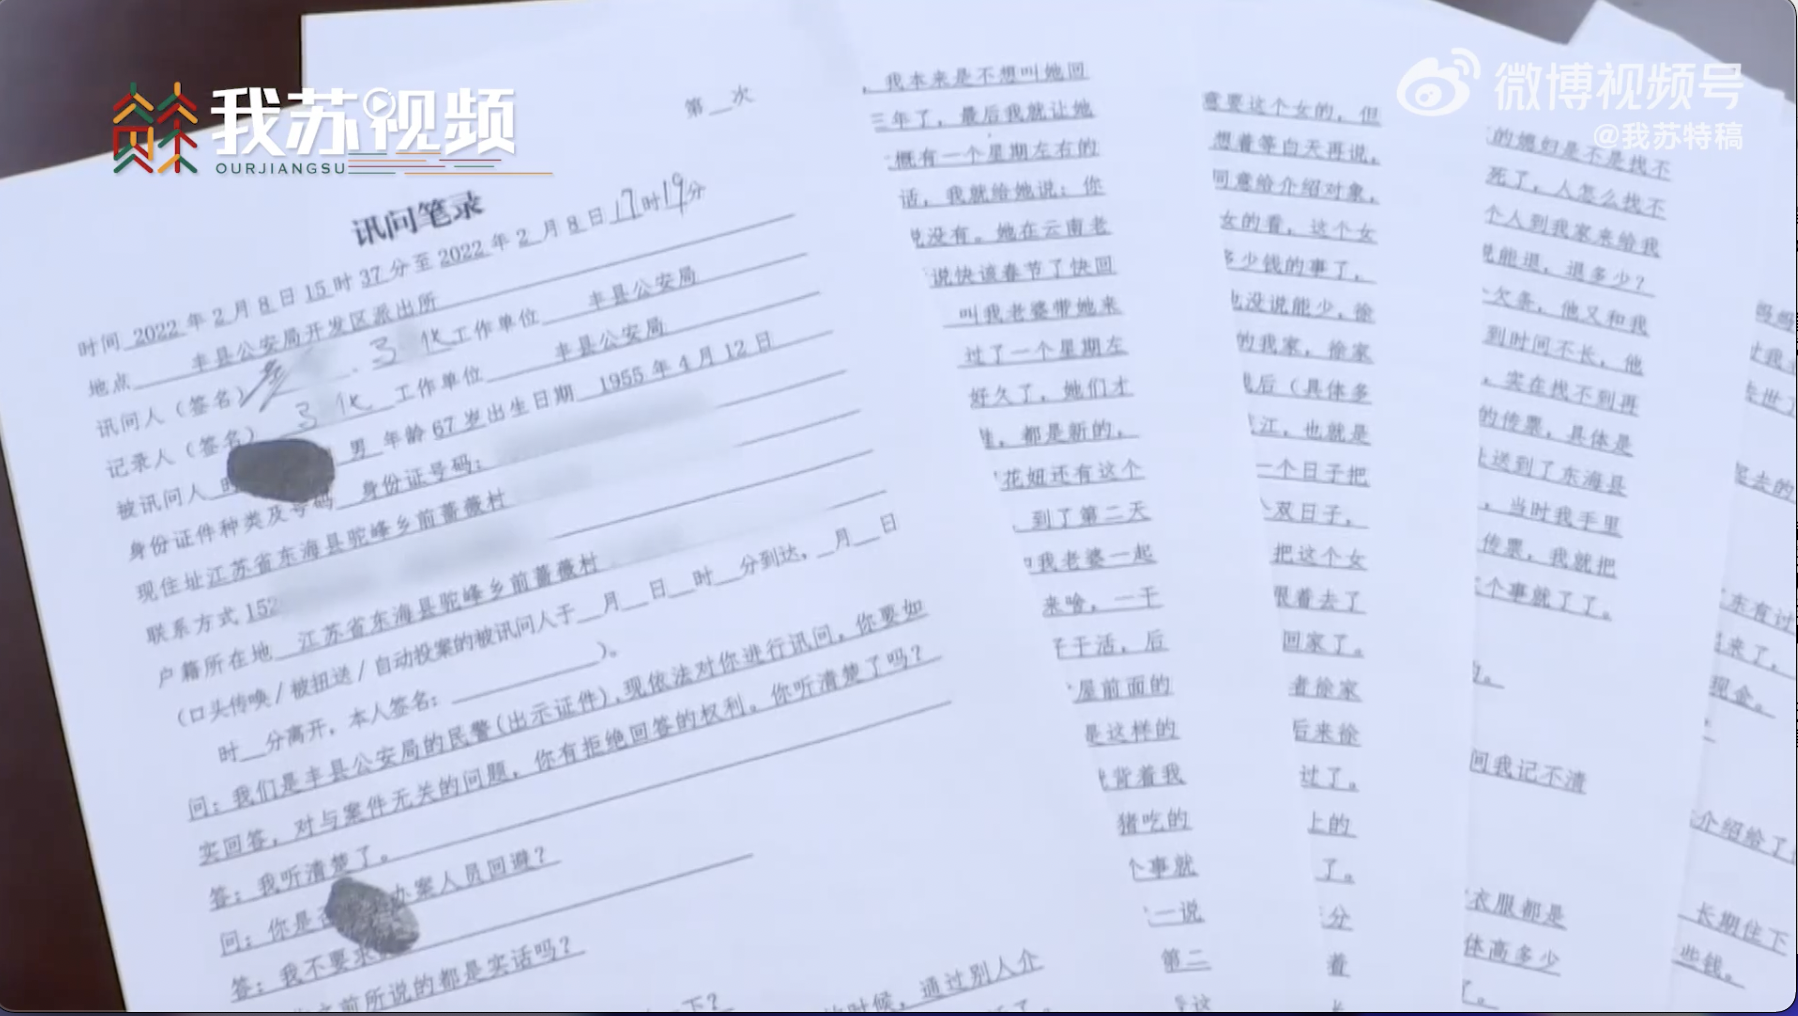 我苏视频
OURJIANGSU
微博视频号
@我苏特稿
第__次
讯问笔录
时间 2022 年 2 月 8 日 15 时 37 分至 2022 年 2 月 8 日 17 时 19 分
地点 丰县公安局开发区派出所
讯问人（签名） 工作单位 丰县公安局
记录人（签名） 工作单位 丰县公安局
被讯问人 男 年龄 67 岁出生日期 1955 年 4 月 12 日
身份证件种类及号码 身份证号码：
现住址江苏省东海县驼峰乡前蔷薇村
联系方式 152
户籍所在地 江苏省东海县驼峰乡前蔷薇村
（口头传唤／被扭送／自动投案的被讯问人于__月__日__时__分到达，__月__日
时__分离开，本人签名：________）。
问：我们是丰县公安局的民警（出示证件），现依法对你进行讯问，你要如
实回答，对与案件无关的问题，你有拒绝回答的权利。你听清楚了吗？
答：我听清楚了。
问：你是 办案人员回避？
答：我不要求
前所说的都是实话吗？
下？
时候，通过别人介
，我本来是不想叫她回
三年了，最后我就让她
概有一个星期左右的
话，我就给她说：你
没有。她在云南老
说快该春节了快回
叫我老婆带她来
过了一个星期左
好久了，她们才
，都是新的，
花妞还有这个
，到了第二天
我老婆一起
来啥，一干
干活，后
屋前面的
是这样的
背着我
猪吃的
个事就
一说
第二
这
意要这个女的，但
想着等白天再说，
同意给介绍对象，
女的看，这个女
多少钱的事了，
也没说能少，徐
的我家，徐家
后（具体多
江，也就是
一个日子把
双日子，
把这个女
跟着去了
回家了。
者徐家
后来徐
过了。
上的
了。
分
着
的媳妇是不是找不
死了，人怎么找不
个人到我家来给我
能退，退多少？
欠条，他又和我
到时间不长，他
，实在找不到再
的传票，具体是
送到了东海县
，当时我手里
传票，我就把
个事就了了。
间我记不清
衣服都是
体高多少
了。
去世了
起去的
东有过
来了，
现金。
介绍给了
长期住下
些钱。